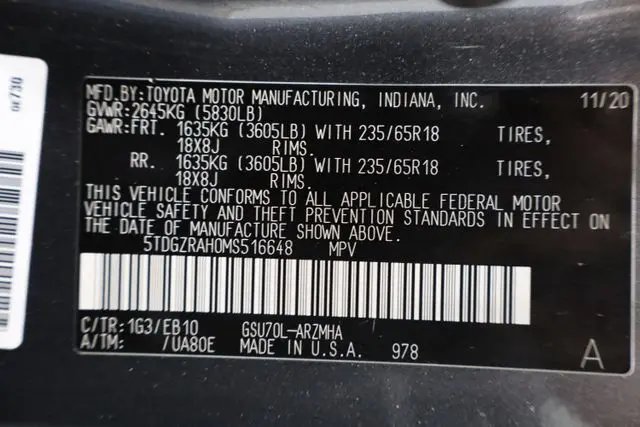 MFD.BY:TOYOTA MOTOR MANUFACTURING, INDIANA, INC. 11/20
GVWR:2645KG (5830LB)
GAWR:FRT. 1635KG (3605LB) WITH 235/65R18 TIRES,
18X8J RIMS.
RR. 1635KG (3605LB) WITH 235/65R18 TIRES,
18X8J RIMS.
THIS VEHICLE CONFORMS TO ALL APPLICABLE FEDERAL MOTOR
VEHICLE SAFETY AND THEFT PREVENTION STANDARDS IN EFFECT ON
THE DATE OF MANUFACTURE SHOWN ABOVE.
5TDGZRAH0MS516648 MPV
C/TR:1G3/EB10 GSU70L-ARZMHA
A/TM: /UA80E MADE IN U.S.A. 978 A